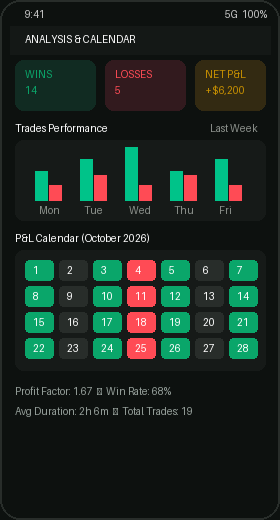 9:41 5G 100%
ANALYSIS & CALENDAR
WINS LOSSES NET P&L
14 5 +$6,200
Trades Performance Last Week
Mon Tue Wed Thu Fri
P&L Calendar (October 2026)
1 2 3 4 5 6 7
8 9 10 11 12 13 14
15 16 17 18 19 20 21
22 23 24 25 26 27 28
Profit Factor: 1.67 ▯ Win Rate: 68%
Avg Duration: 2h 6m ▯ Total Trades: 19